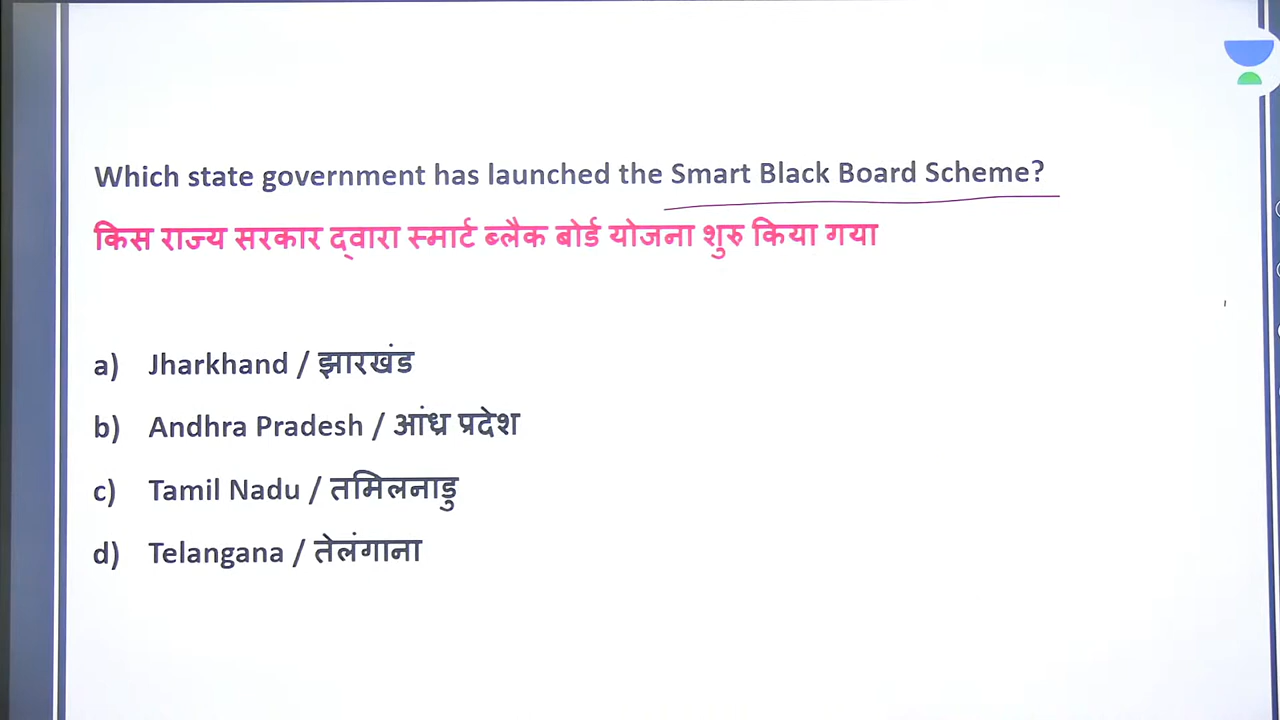 Which state government has launched the Smart Black Board Scheme?
किस राज्य सरकार द्वारा स्मार्ट ब्लैक बोर्ड योजना शुरु किया गया
a) Jharkhand / झारखंड
b) Andhra Pradesh / आंध्र प्रदेश
c) Tamil Nadu / तमिलनाडु
d) Telangana / तेलंगाना